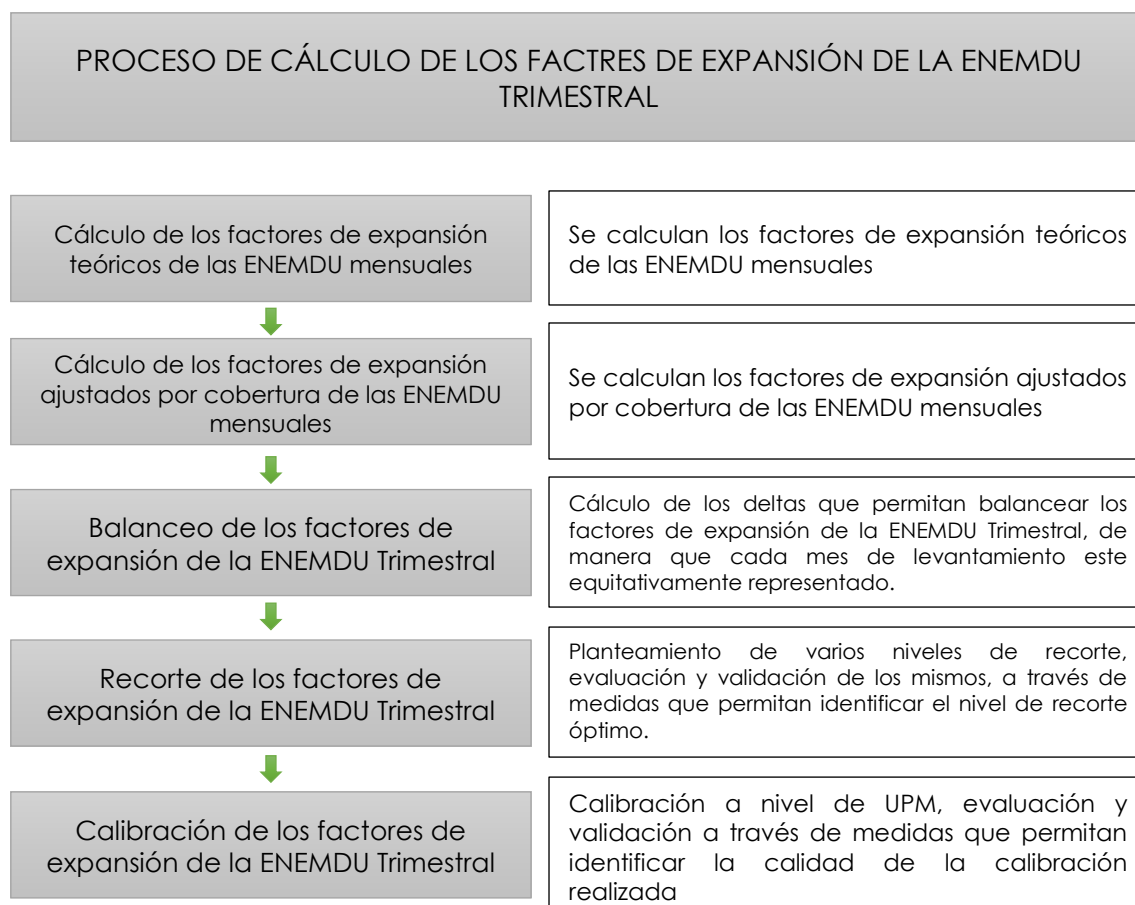 PROCESO DE CÁLCULO DE LOS FACTRES DE EXPANSIÓN DE LA ENEMDU
TRIMESTRAL
Cálculo de los factores de expansión
teóricos de las ENEMDU mensuales
Se calculan los factores de expansión teóricos
de las ENEMDU mensuales
Cálculo de los factores de expansión
ajustados por cobertura de las ENEMDU
mensuales
Se calculan los factores de expansión ajustados
por cobertura de las ENEMDU mensuales
Balanceo de los factores de
expansión de la ENEMDU Trimestral
Cálculo de los deltas que permitan balancear los
factores de expansión de la ENEMDU Trimestral, de
manera que cada mes de levantamiento este
equitativamente representado.
Recorte de los factores de
expansión de la ENEMDU Trimestral
Planteamiento de varios niveles de recorte,
evaluación y validación de los mismos, a través de
medidas que permitan identificar el nivel de recorte
óptimo.
Calibración de los factores de
expansión de la ENEMDU Trimestral
Calibración a nivel de UPM, evaluación y
validación a través de medidas que permitan
identificar la calidad de la calibración
realizada